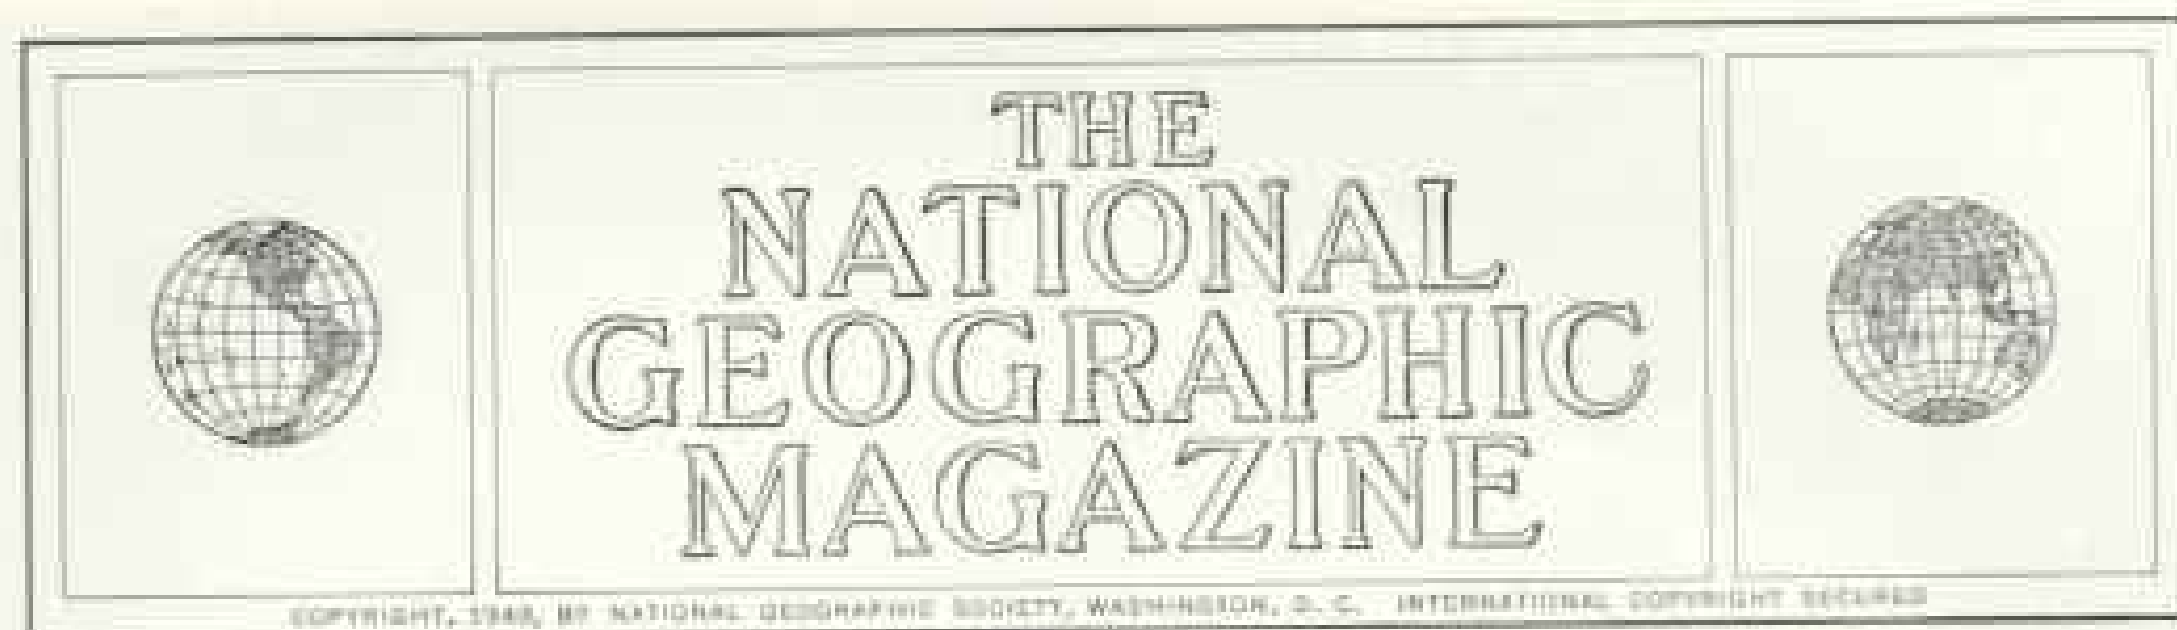 THE
NATIONAL
GEOGRAPHIC
MAGAZINE
COPYRIGHT, BY NATIONAL GEOGRAPHIC SOCIETY, WASHINGTON, D. C. INTERNATIONAL COPYRIGHT SECURED